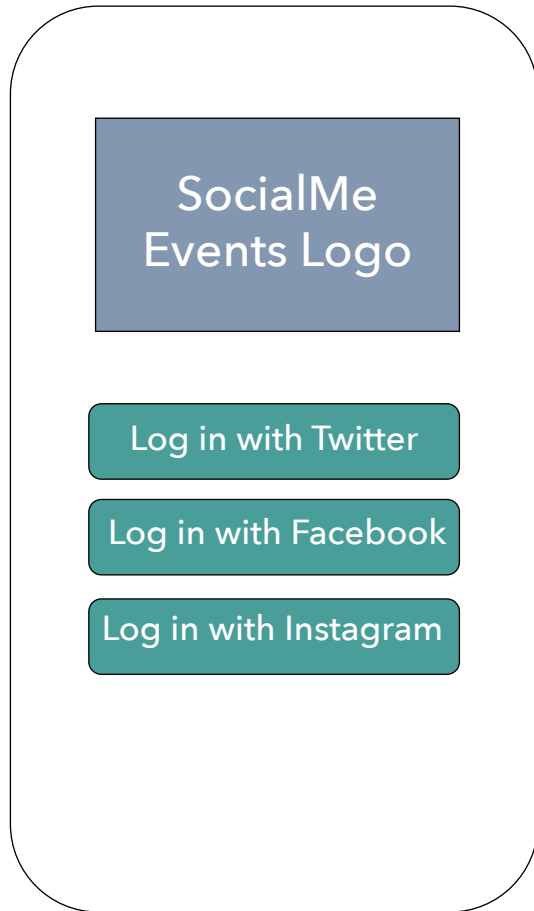 SocialMe
Events Logo
Log in with Twitter
Log in with Facebook
Log in with Instagram